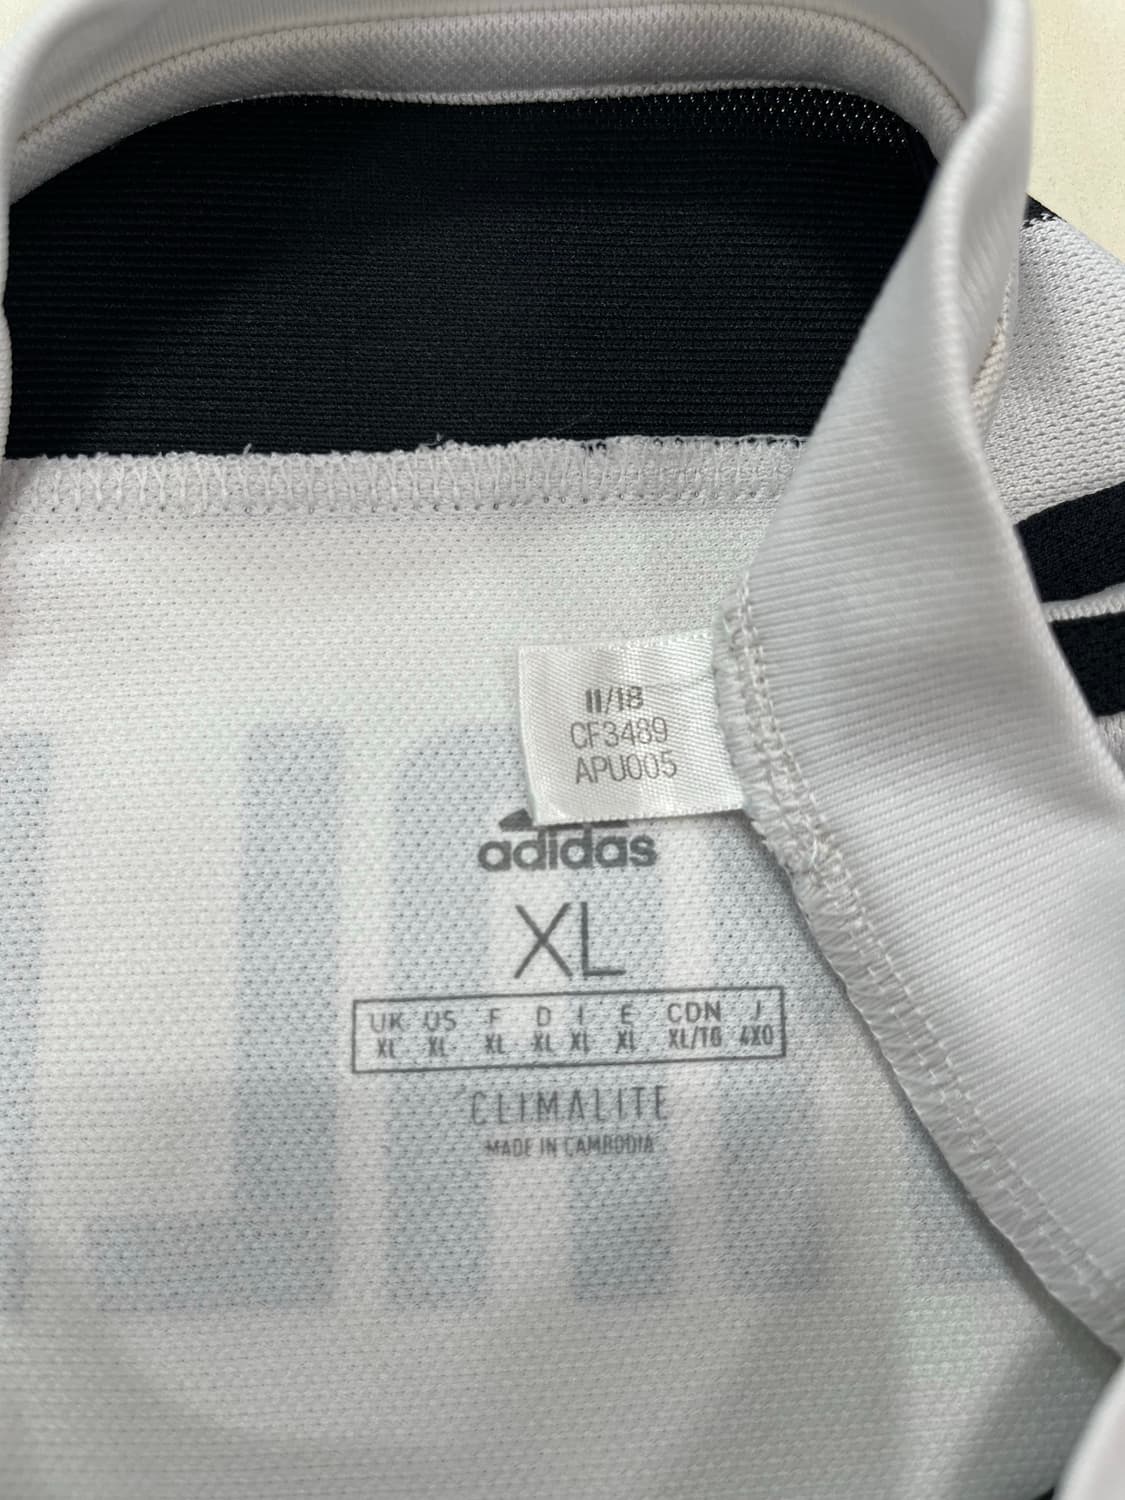 11/18
CF3489
APU005
adidas
XL
UK US F D I E CDN J
XL XL XL XL XL XL XL/TG 4XO
CLIMALITE
MADE IN CAMBODIA